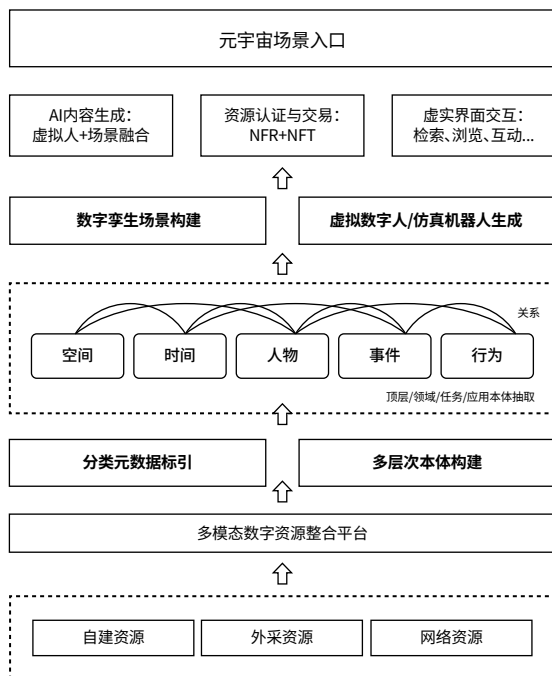 元宇宙场景入口
AI内容生成：
虚拟人+场景融合
资源认证与交易：
NFR+NFT
虚实界面交互：
检索、浏览、互动...
数字孪生场景构建
虚拟数字人/仿真机器人生成
关系
空间
时间
人物
事件
行为
顶层/领域/任务/应用本体抽取
分类元数据标引
多层次本体构建
多模态数字资源整合平台
自建资源
外采资源
网络资源